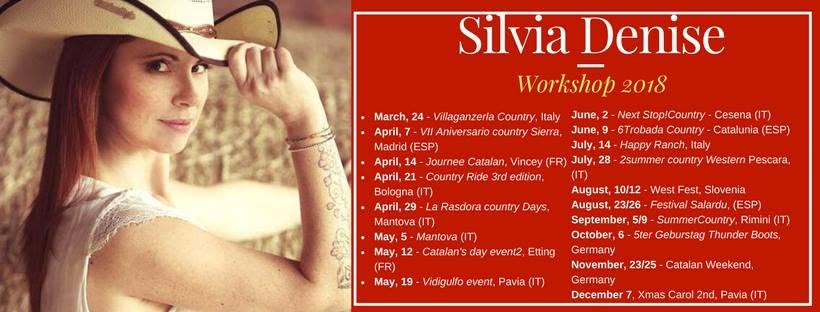 Silvia Denise
Workshop 2018
• March, 24 - Villaganzerla Country, Italy
• April, 7 - VII Aniversario country Sierra,
Madrid (ESP)
• April, 14 - Journee Catalan, Vincey (FR)
• April, 21 - Country Ride 3rd edition,
Bologna (IT)
• April, 29 - La Rasdora country Days,
Mantova (IT)
• May, 5 - Mantova (IT)
• May, 12 - Catalan's day event2, Etting
(FR)
• May, 19 - Vidigulfo event, Pavia (IT)
June, 2 - Next Stop!Country - Cesena (IT)
June, 9 - 6Trobada Country - Catalunia (ESP)
July, 14 - Happy Ranch, Italy
July, 28 - 2summer country Western Pescara,
(IT)
August, 10/12 - West Fest, Slovenia
August, 23/26 - Festival Salardu, (ESP)
September, 5/9 - SummerCountry, Rimini (IT)
October, 6 - 5ter Geburstag Thunder Boots,
Germany
November, 23/25 - Catalan Weekend,
Germany
December 7, Xmas Carol 2nd, Pavia (IT)